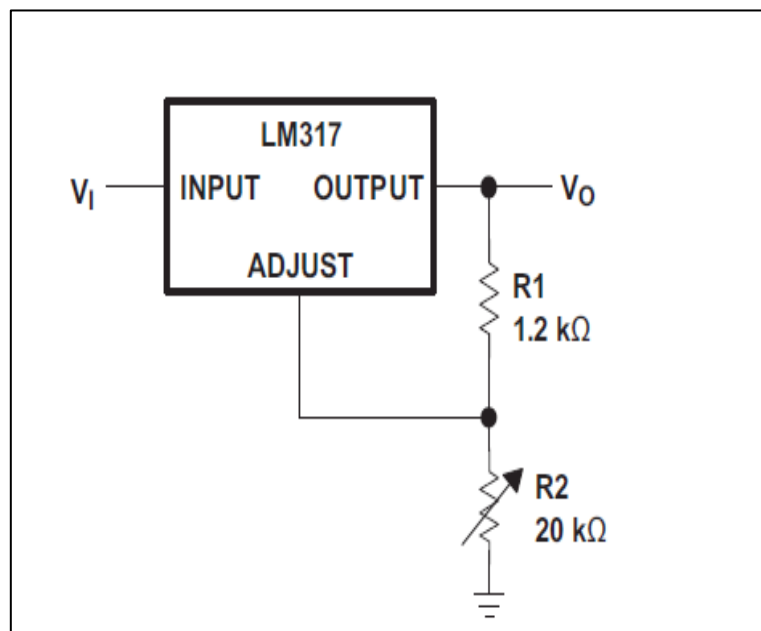 LM317
V_I INPUT OUTPUT V_O
ADJUST
R1
1.2 kΩ
R2
20 kΩ